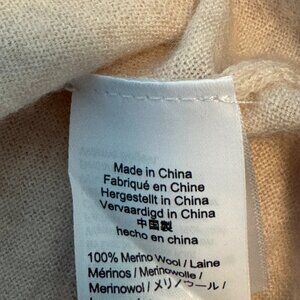 Made in China
Fabriqué en Chine
Hergestellt in China
Vervaardigd in China
中国製
hecho en china
100% Merino Wool / Laine
Mérinos / Merinowolle /
Merinowol / メリノウール /